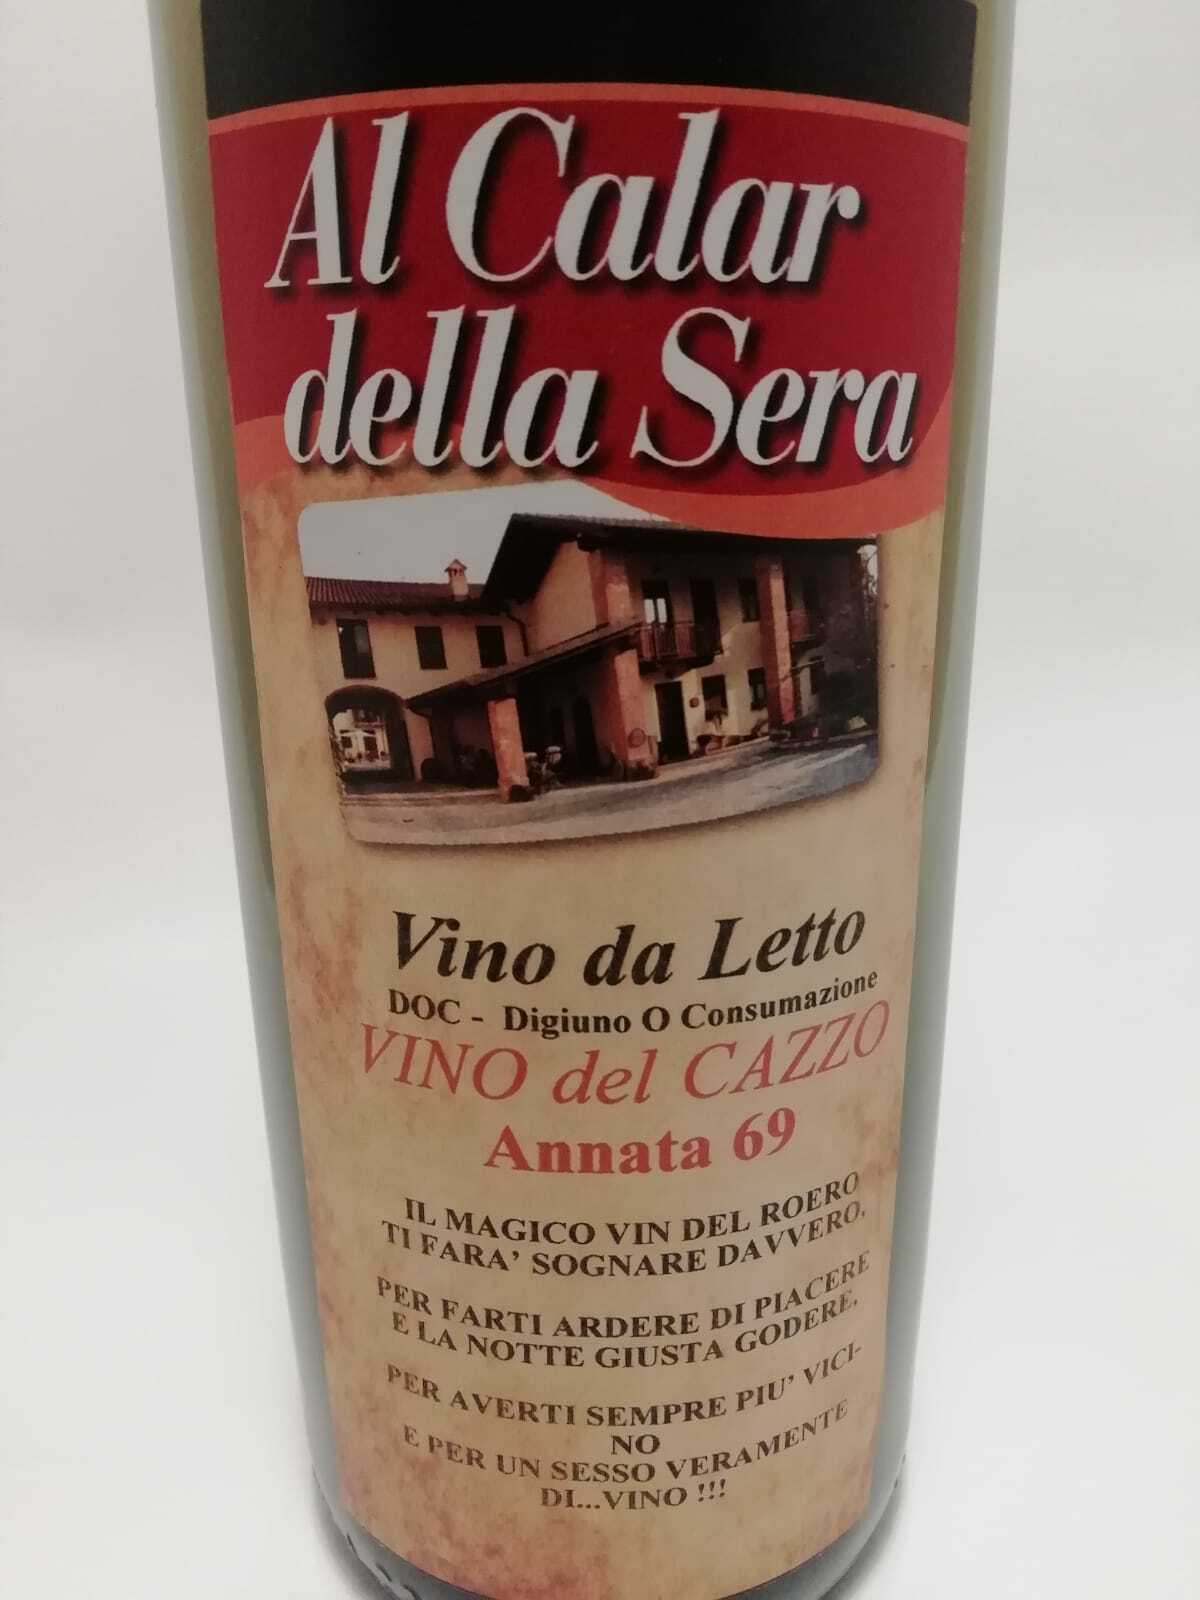 Al Calar
della Sera
Vino da Letto
DOC - Digiuno O Consumazione
VINO del CAZZO
Annata 69
IL MAGICO VIN DEL ROERO
TI FARA' SOGNARE DAVVERO,
PER FARTI ARDERE DI PIACERE
E LA NOTTE GIUSTA GODERE,
PER AVERTI SEMPRE PIU' VICI-
NO
E PER UN SESSO VERAMENTE
DI...VINO !!!